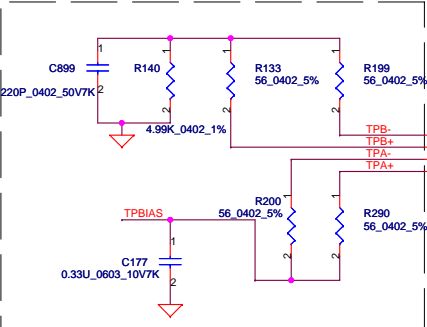 1
1
1
1
C899
R140
R133
R199
56_0402_5%
56_0402_5%
220P_0402_50V7K
2
2
2
2
4.99K_0402_1%
TPB-
TPB+
TPA-
TPA+
1
1
R200
56_0402_5%
R290
56_0402_5%
TPBIAS
1
2
2
C177
0.33U_0603_10V7K
2